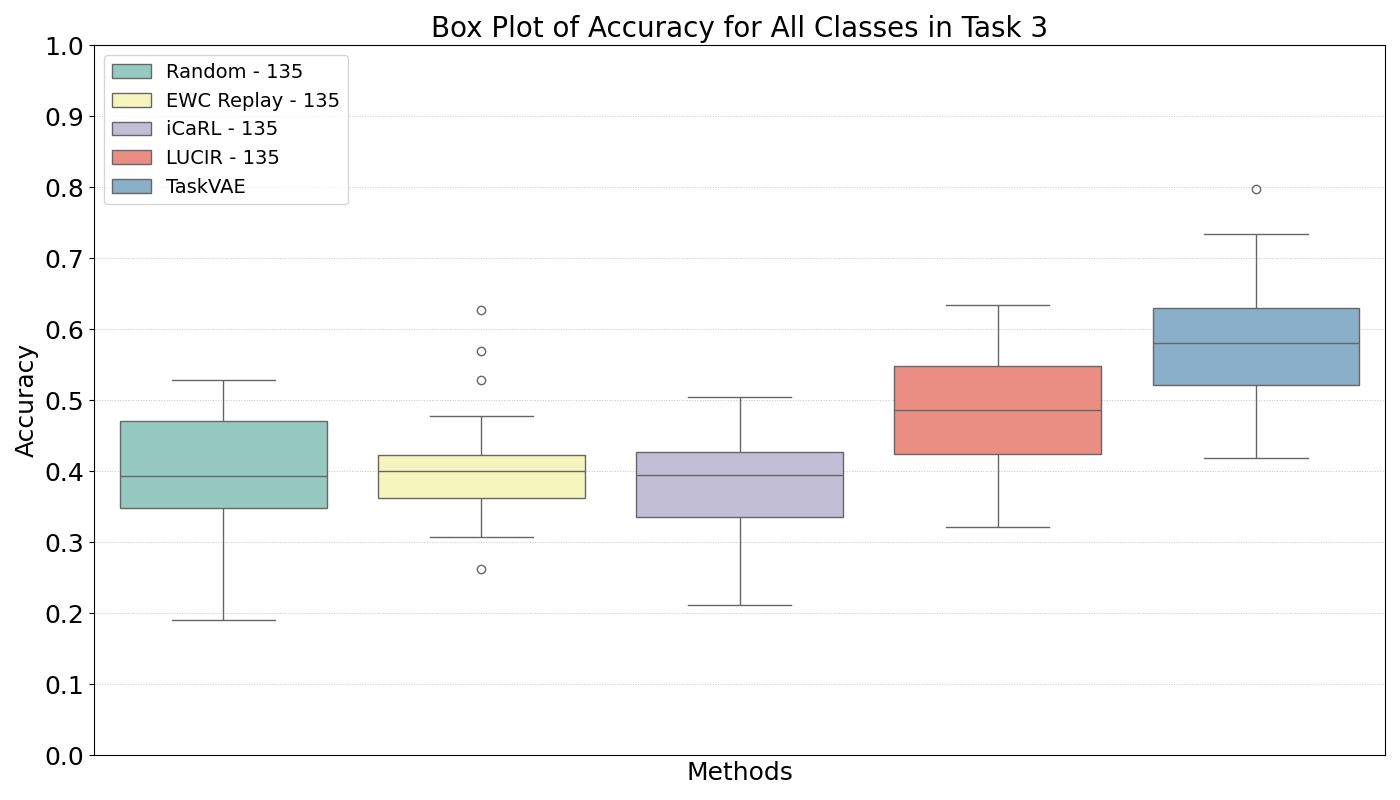 Box Plot of Accuracy for All Classes in Task 3
1.0
0.9
0.8
0.7
0.6
0.5
0.4
0.3
0.2
0.1
0.0
Accuracy
Random - 135
EWC Replay - 135
iCaRL - 135
LUCIR - 135
TaskVAE
Methods